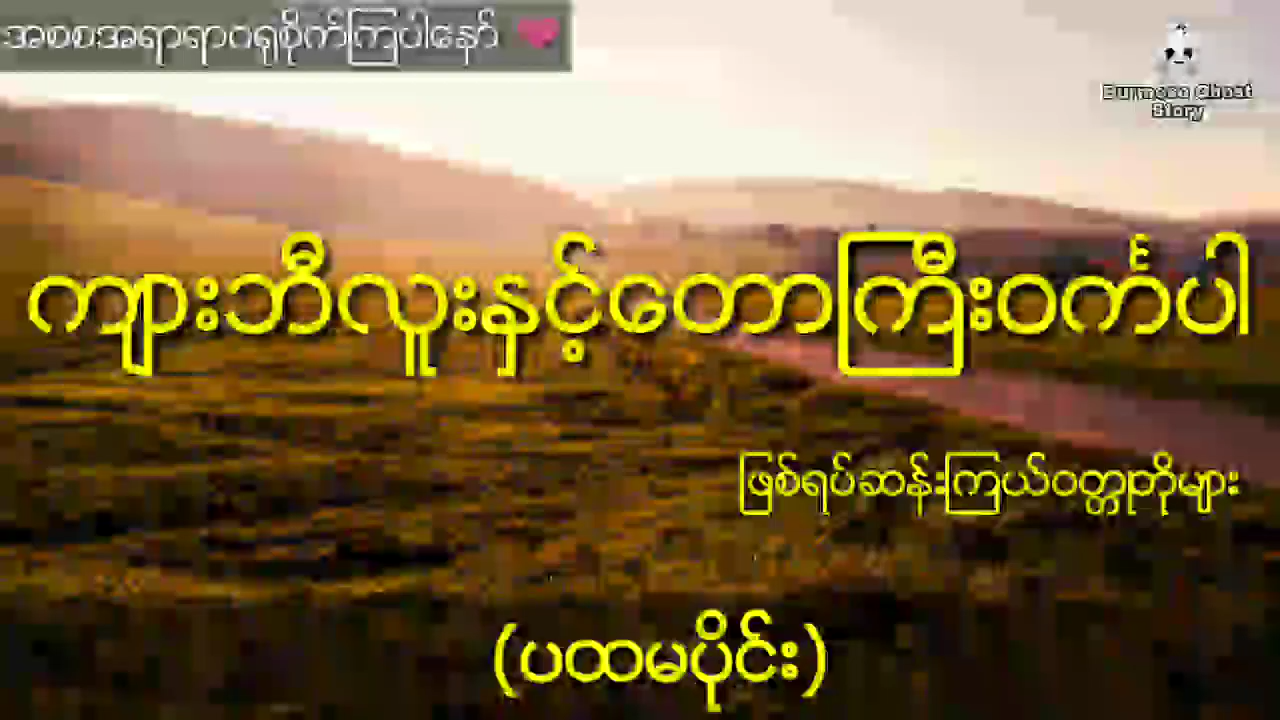 အစစအရာရာဂရုစိုက်ကြပါနော်
Burmese Ghost
Story
ကျားဘီလူးနှင့်တောကြီးဝင်္ကပါ
ဖြစ်ရပ်ဆန်းကြယ်ဝတ္တုတိုများ
(ပထမပိုင်း)